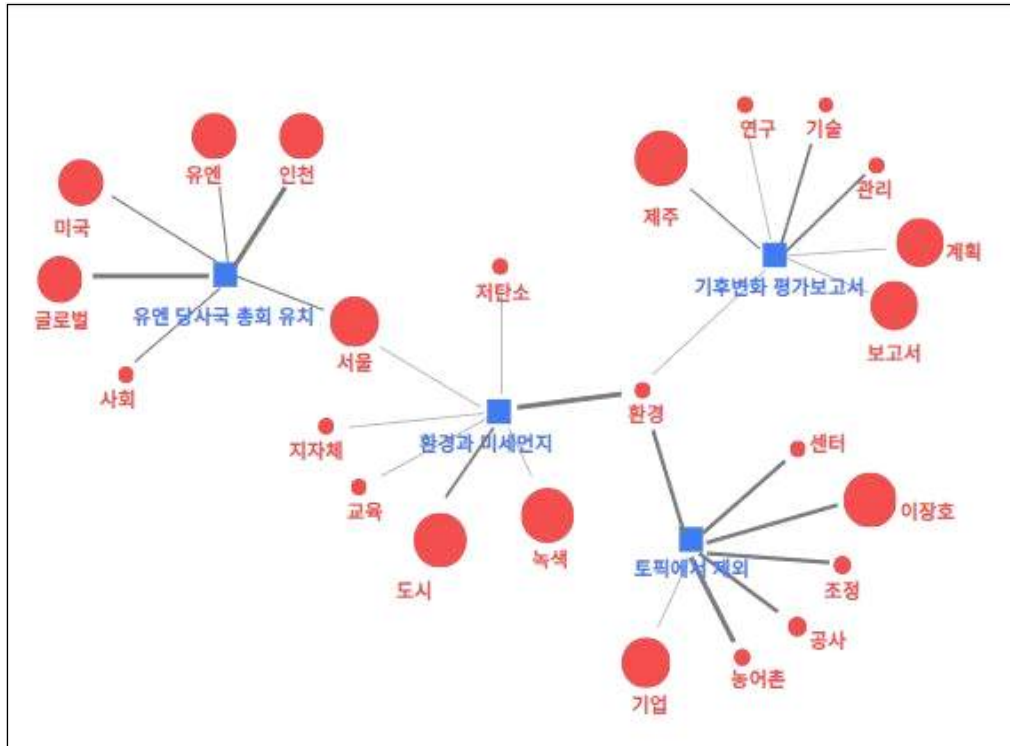 연구
기술
유엔
인천
관리
제주
미국
계획
기후변화 평가보고서
저탄소
유엔 당사국 총회 유치
글로벌
보고서
서울
사회
환경
환경과 미세먼지
센터
지자체
교육
이장호
녹색
토픽에서 제외
도시
조정
공사
농어촌
기업